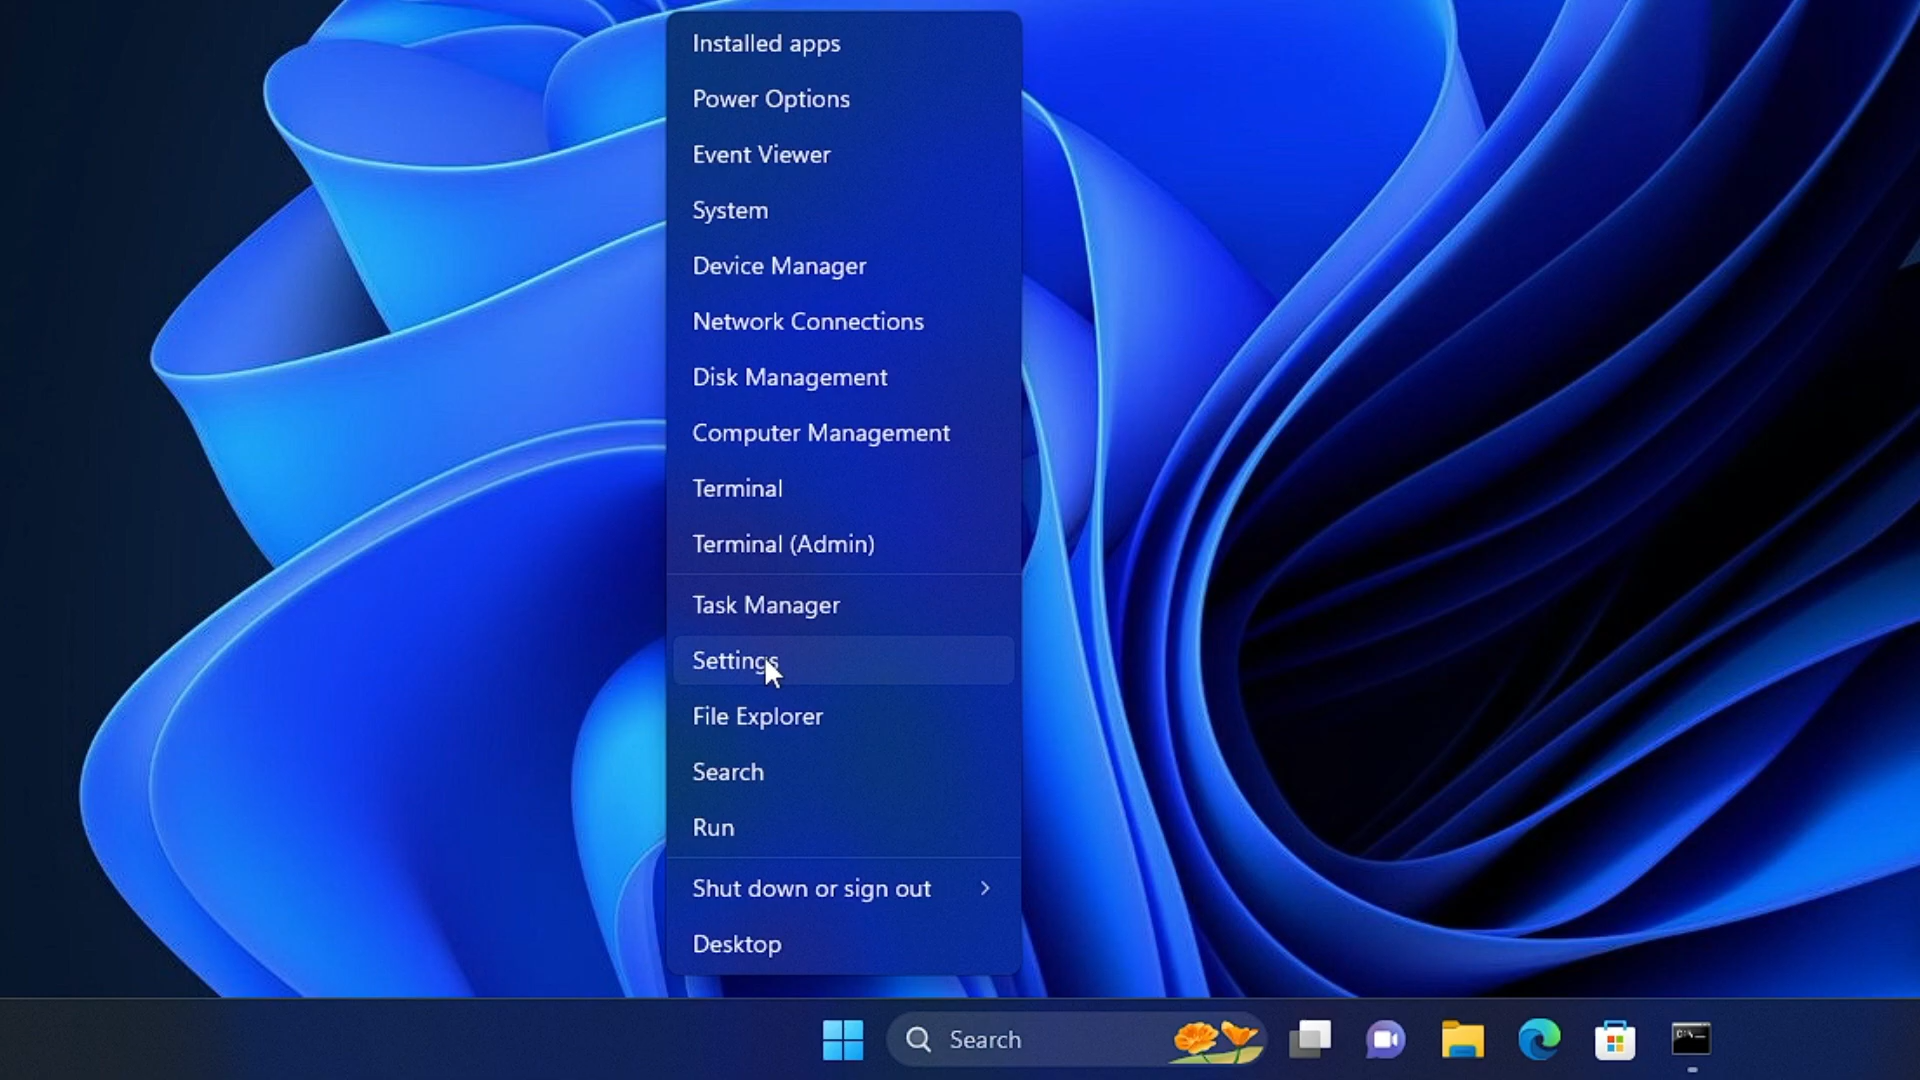 Installed apps
Power Options
Event Viewer
System
Device Manager
Network Connections
Disk Management
Computer Management
Terminal
Terminal (Admin)
Task Manager
Settings
File Explorer
Search
Run
Shut down or sign out
Desktop
Search